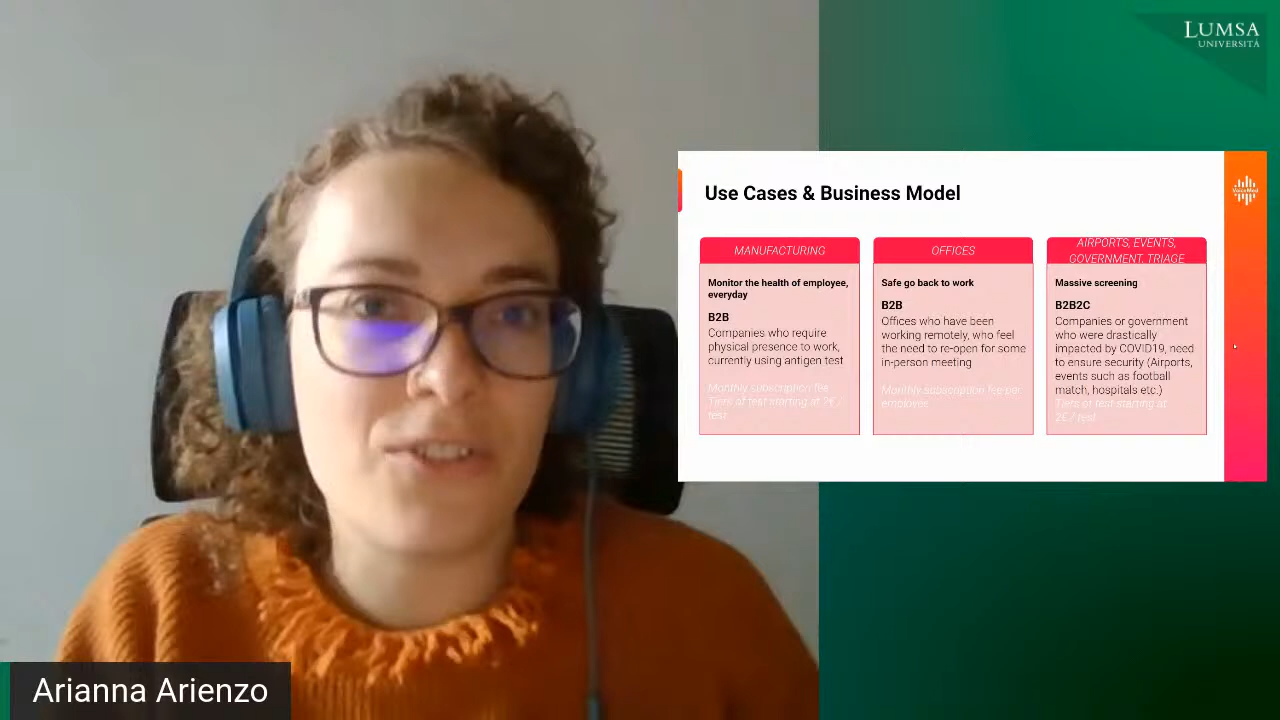 LUMSA
UNIVERSITÀ
Use Cases & Business Model
VoiceMed
MANUFACTURING
Monitor the health of employee,
everyday
B2B
Companies who require
physical presence to work,
currently using antigen test
Monthly subscription fee
Tiers of test starting at 2€ /
test
OFFICES
Safe go back to work
B2B
Offices who have been
working remotely, who feel
the need to re-open for some
in-person meeting
Monthly subscription fee per
employee
AIRPORTS, EVENTS,
GOVERNMENT, TRIAGE
Massive screening
B2B2C
Companies or government
who were drastically
impacted by COVID19, need
to ensure security (Airports,
events such as football
match, hospitals etc.)
Tiers of test starting at
2€ / test
Arianna Arienzo